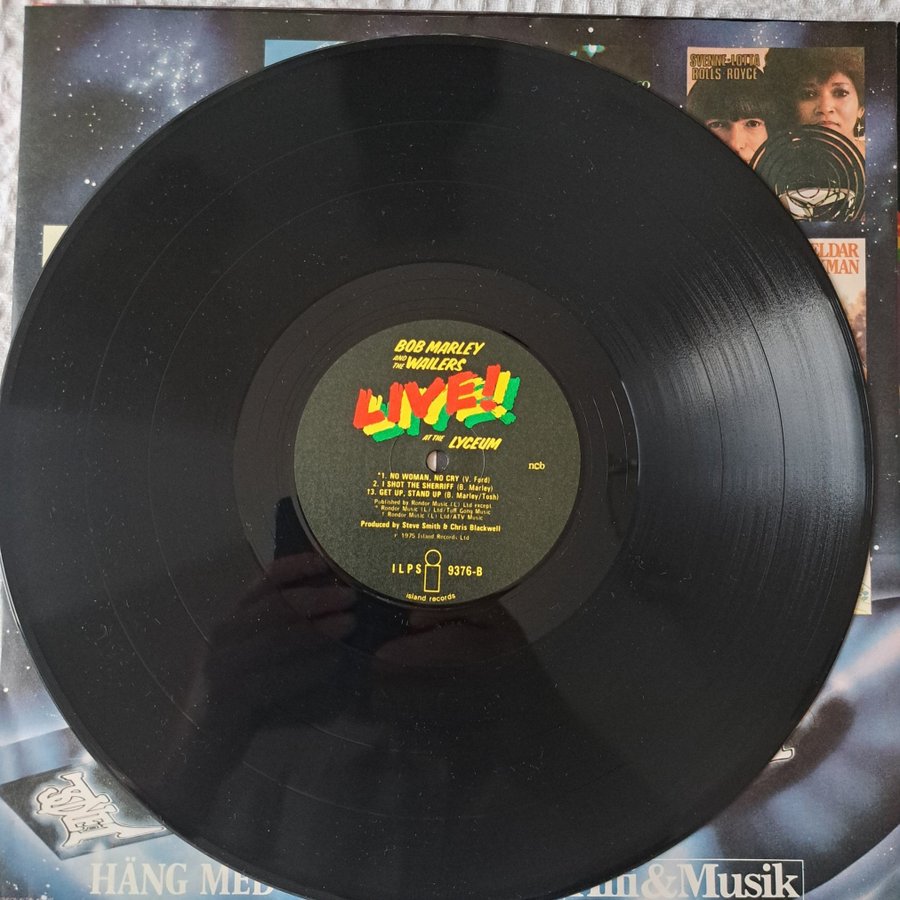 SVENNE-LOTTA
ROLLS-ROYCE
ELDAR
MAN
BOB MARLEY
AND THE WAILERS
LIVE!!
AT THE LYCEUM
ncb
*1. NO WOMAN, NO CRY (V. Ford)
2. I SHOT THE SHERRIFF (B. Marley)
†3. GET UP, STAND UP (B. Marley/Tosh)
Published by Rondor Music (L) Ltd except
* Rondor Music (L) Ltd/Tuff Gong Music
† Rondor Music (L) Ltd/ATV Music
Produced by Steve Smith & Chris Blackwell
℗ 1975 Island Records Ltd
ILPS 9376-B
island records
HÄNG MED
&Musik